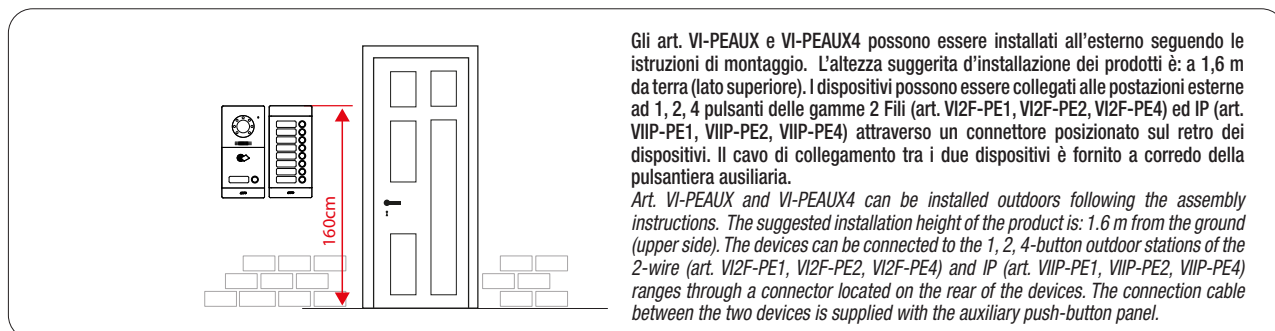 160cm
Gli art. VI-PEAUX e VI-PEAUX4 possono essere installati all'esterno seguendo le
istruzioni di montaggio. L'altezza suggerita d'installazione dei prodotti è: a 1,6 m
da terra (lato superiore). I dispositivi possono essere collegati alle postazioni esterne
ad 1, 2, 4 pulsanti delle gamme 2 Fili (art. VI2F-PE1, VI2F-PE2, VI2F-PE4) ed IP (art.
VIIP-PE1, VIIP-PE2, VIIP-PE4) attraverso un connettore posizionato sul retro dei
dispositivi. Il cavo di collegamento tra i due dispositivi è fornito a corredo della
pulsantiera ausiliaria.
Art. VI-PEAUX and VI-PEAUX4 can be installed outdoors following the assembly
instructions. The suggested installation height of the product is: 1.6 m from the ground
(upper side). The devices can be connected to the 1, 2, 4-button outdoor stations of the
2-wire (art. VI2F-PE1, VI2F-PE2, VI2F-PE4) and IP (art. VIIP-PE1, VIIP-PE2, VIIP-PE4)
ranges through a connector located on the rear of the devices. The connection cable
between the two devices is supplied with the auxiliary push-button panel.